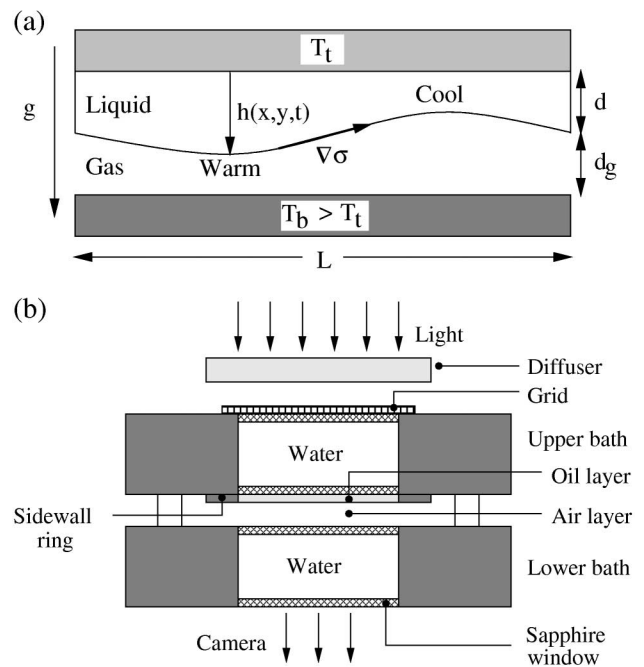 (a)
T_t
g
Liquid
h(x,y,t)
Cool
d
Gas
Warm
∇σ
d_g
T_b > T_t
L
(b)
Light
Diffuser
Grid
Water
Upper bath
Oil layer
Sidewall
ring
Air layer
Water
Lower bath
Camera
Sapphire
window